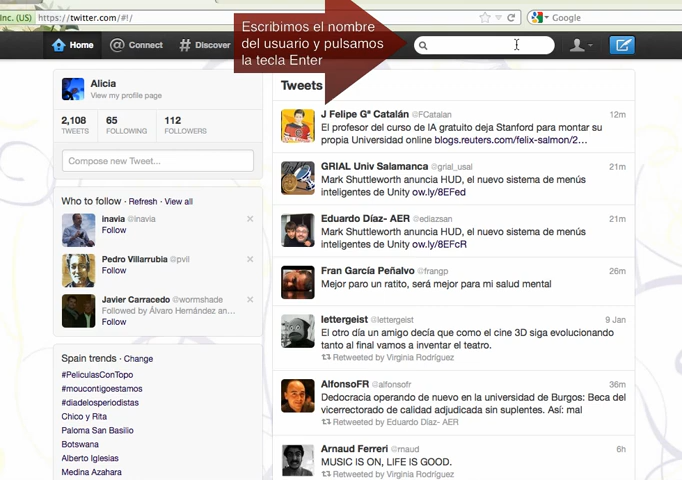 Inc. (US)
https://twitter.com/#!/
Google
Home
Connect
# Discover
Escribimos el nombre
del usuario y pulsamos
la tecla Enter
Alicia
View my profile page
2,108
65
112
TWEETS
FOLLOWING
FOLLOWERS
Compose new Tweet...
Who to follow · Refresh · View all
inavia @Inavia
Follow
Pedro Villarrubia @pvil
Follow
Javier Carracedo @wormshade
Followed by Álvaro Hernández an...
Follow
Spain trends · Change
#PeliculasConTopo
#moucontigoestamos
#diadelosperiodistas
Chico y Rita
Paloma San Basilio
Botswana
Alberto Iglesias
Medina Azahara
Tweets
J Felipe Gª Catalán @FCatalan
12m
El profesor del curso de IA gratuito deja Stanford para montar su
propia Universidad online blogs.reuters.com/felix-salmon/2…
GRIAL Univ Salamanca @grial_usal
21m
Mark Shuttleworth anuncia HUD, el nuevo sistema de menús
inteligentes de Unity ow.ly/8EFed
Eduardo Díaz- AER @ediazsan
21m
Mark Shuttleworth anuncia HUD, el nuevo sistema de menús
inteligentes de Unity ow.ly/8EFcR
Fran García Peñalvo @frangp
26m
Mejor paro un ratito, será mejor para mi salud mental
lettergeist @lettergeist
9 Jan
El otro día un amigo decía que como el cine 3D siga evolucionando
tanto al final vamos a inventar el teatro.
Retweeted by Virginia Rodríguez
AlfonsoFR @alfonsofr
36m
Dedocracia operando de nuevo en la universidad de Burgos: Beca del
vicerrectorado de calidad adjudicada sin suplentes. Así: mal
Retweeted by Eduardo Díaz- AER
Arnaud Ferreri @rnaud
6h
MUSIC IS ON, LIFE IS GOOD.
Retweeted by Virginia Rodríguez